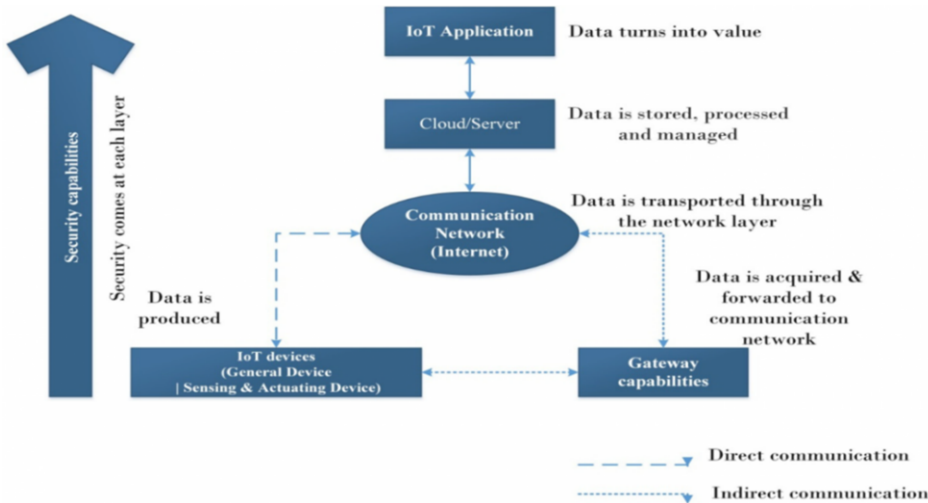 IoT Application
Data turns into value
Cloud/Server
Data is stored, processed
and managed
Security capabilities
Security comes at each layer
Communication
Network
(Internet)
Data is transported through
the network layer
Data is
produced
Data is acquired &
forwarded to
communication
network
IoT devices
(General Device
| Sensing & Actuating Device)
Gateway
capabilities
Direct communication
Indirect communication